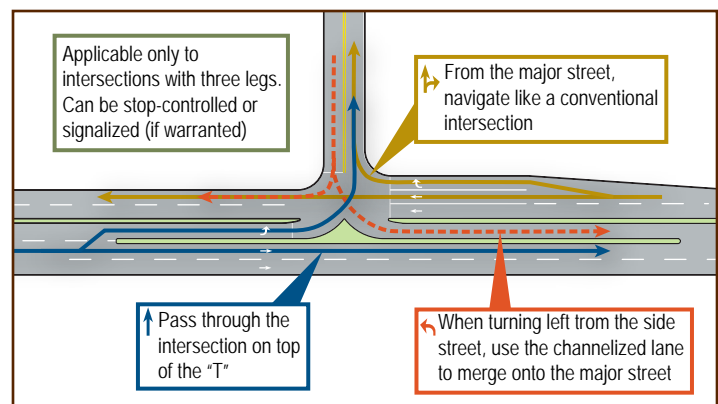 Applicable only to
intersections with three legs.
Can be stop-controlled or
signalized (if warranted)
From the major street,
navigate like a conventional
intersection
Pass through the
intersection on top
of the "T"
When turning left trom the side
street, use the channelized lane
to merge onto the major street